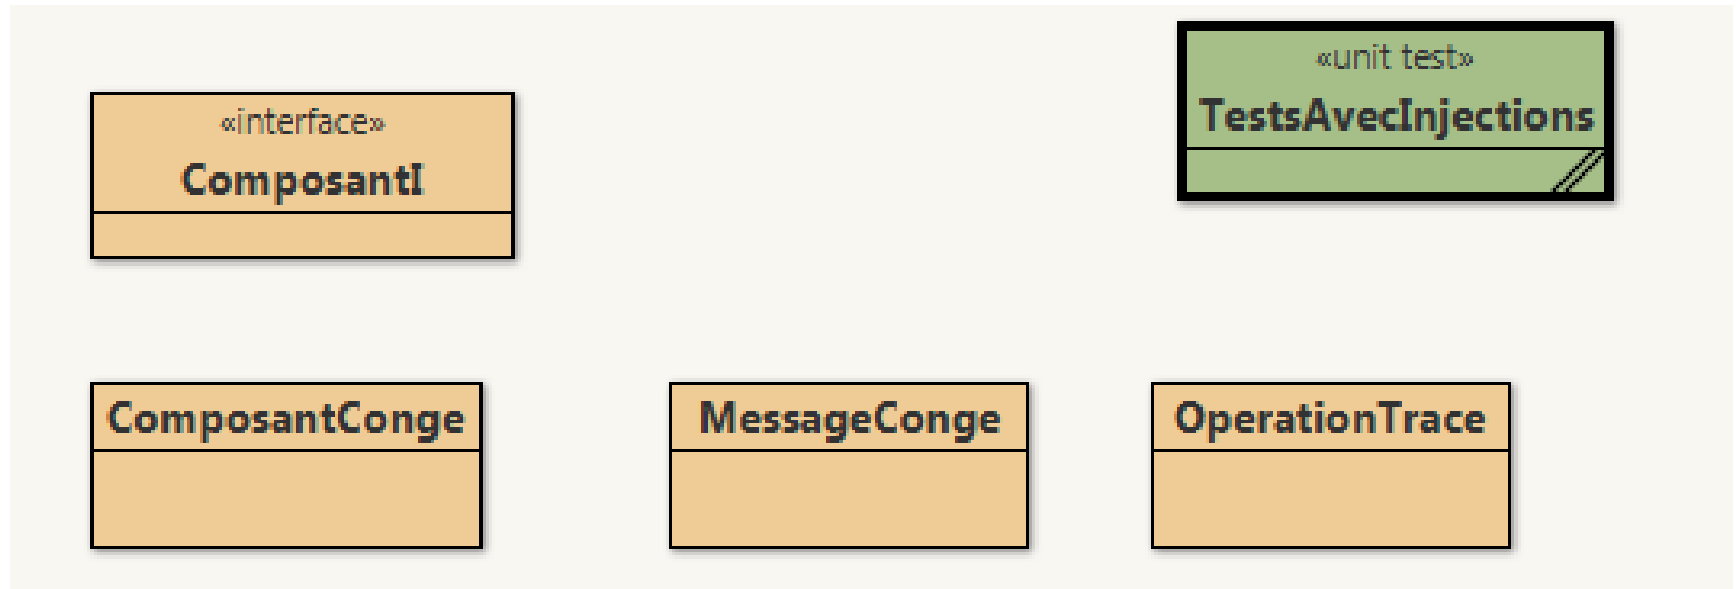 «unit test»
TestsAvecInjections
«interface»
ComposantI
ComposantConge
MessageConge
OperationTrace